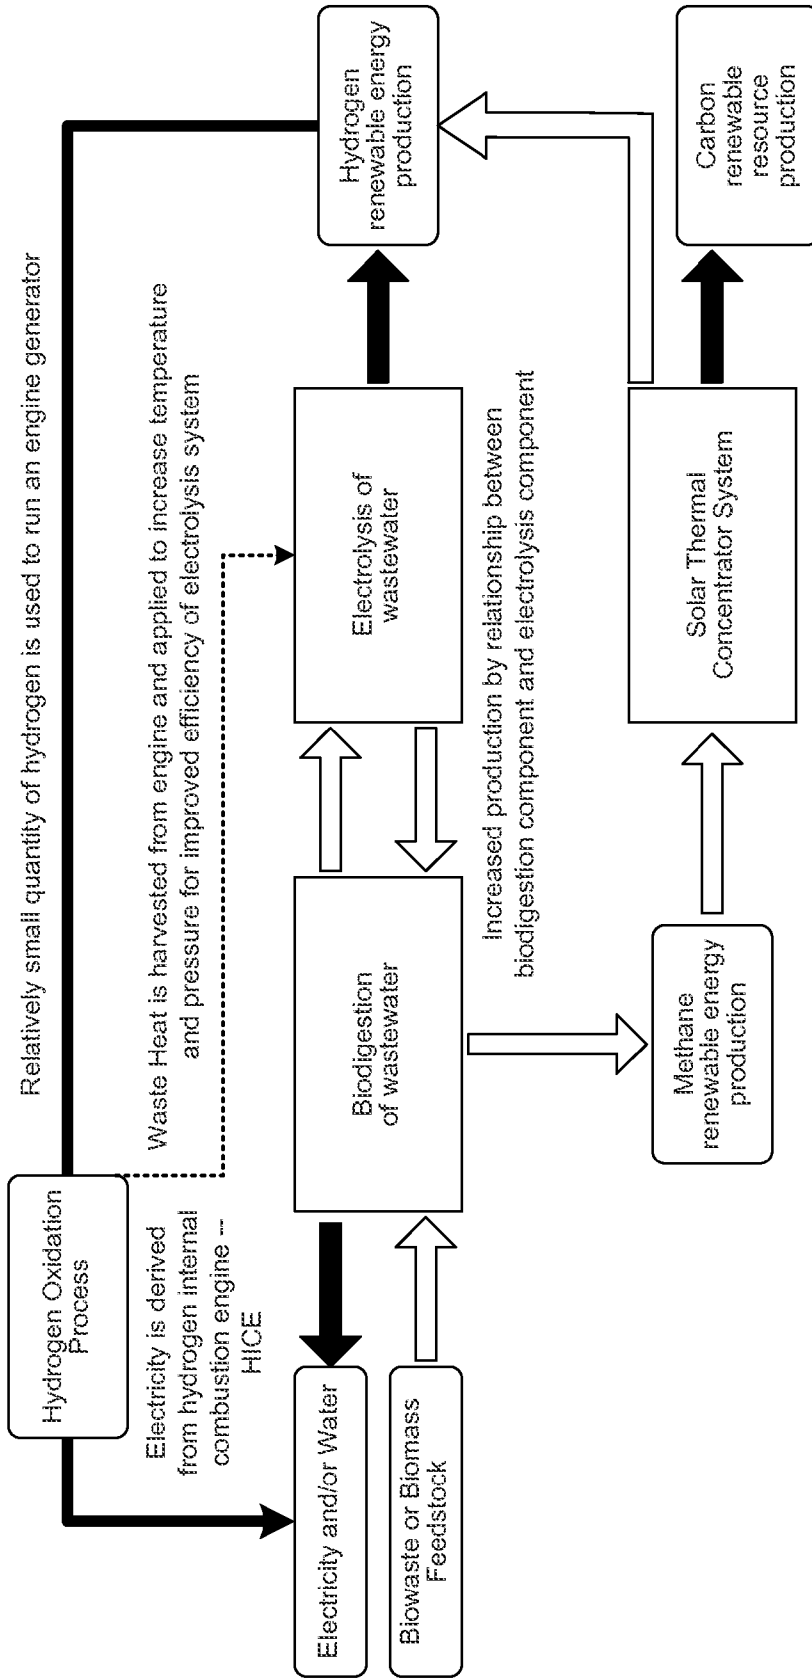 Relatively small quantity of hydrogen is used to run an engine generator
Hydrogen Oxidation
Process
Waste Heat is harvested from engine and applied to increase temperature
and pressure for improved efficiency of electrolysis system
Electricity is derived
from hydrogen internal
combustion engine --
HICE
Electricity and/or Water
Biowaste or Biomass
Feedstock
Biodigestion
of wastewater
Electrolysis of
wastewater
Hydrogen
renewable energy
production
Increased production by relationship between
biodigestion component and electrolysis component
Methane
renewable energy
production
Solar Thermal
Concentrator System
Carbon
renewable
resource
production